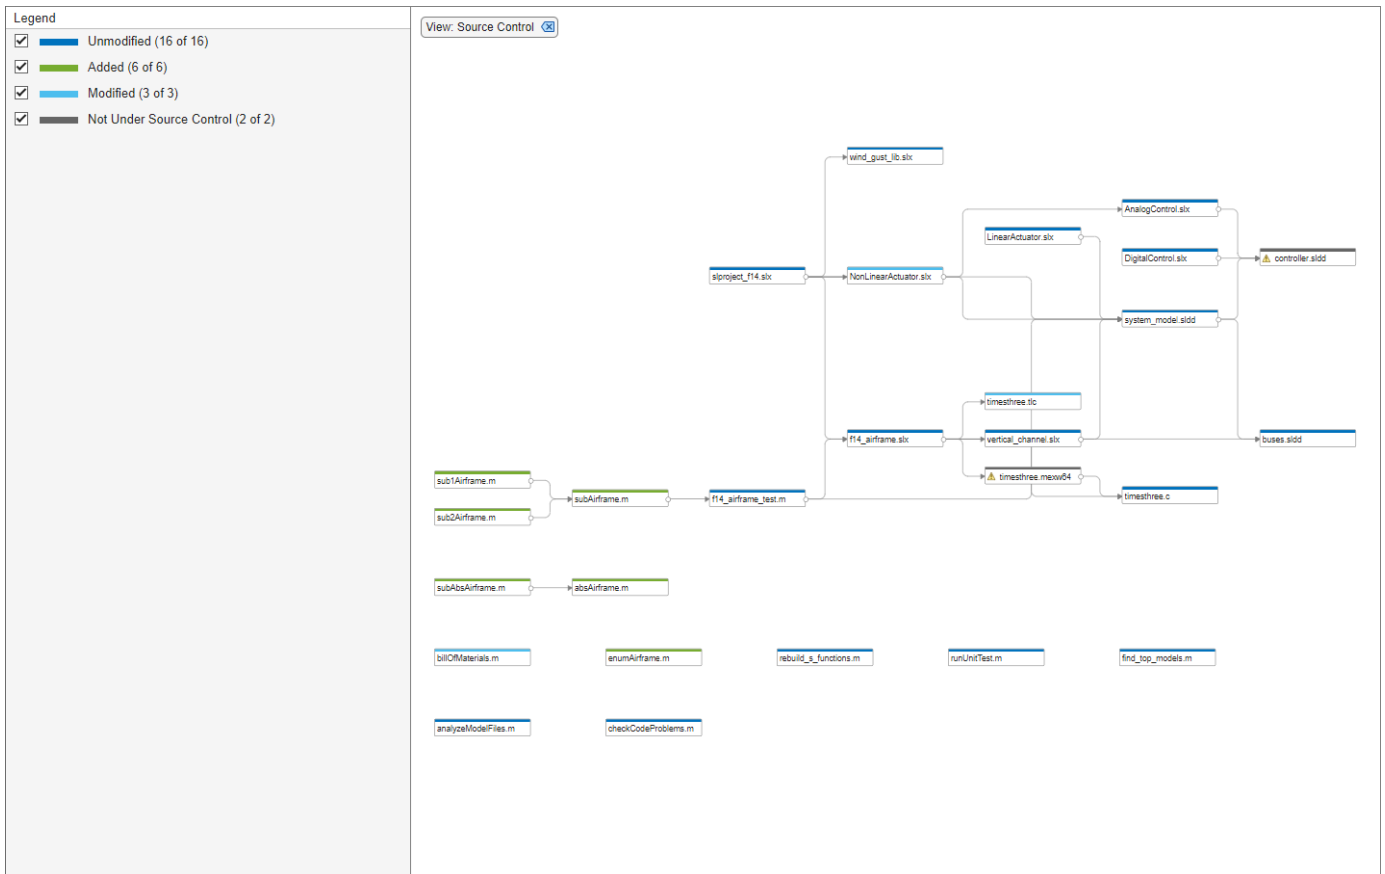 Legend
Unmodified (16 of 16)
Added (6 of 6)
Modified (3 of 3)
Not Under Source Control (2 of 2)
View: Source Control
wind_gust_lib.slx
AnalogControl.slx
LinearActuator.slx
DigitalControl.slx
controller.sldd
slproject_f14.slx
NonLinearActuator.slx
system_model.sldd
timesthree.tlc
f14_airframe.slx
vertical_channel.slx
buses.sldd
sub1Airframe.m
timesthree.mexw64
subAirframe.m
f14_airframe_test.m
timesthree.c
sub2Airframe.m
subAbsAirframe.m
absAirframe.m
billOfMaterials.m
enumAirframe.m
rebuild_s_functions.m
runUnitTest.m
find_top_models.m
analyzeModelFiles.m
checkCodeProblems.m